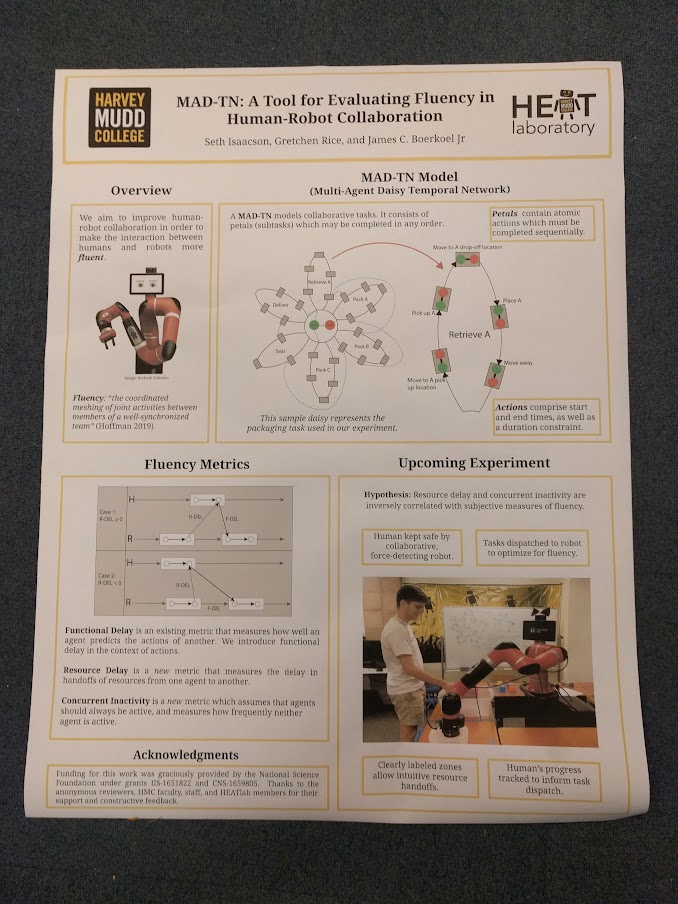 HARVEY
MUDD
COLLEGE
MAD-TN: A Tool for Evaluating Fluency in
Human-Robot Collaboration
Seth Isaacson, Gretchen Rice, and James C. Boerkoel Jr
HEAT
laboratory
Overview
We aim to improve human-
robot collaboration in order to
make the interaction between
humans and robots more
fluent.
Image: Rethink Robotics
Fluency: "the coordinated
meshing of joint activities between
members of a well-synchronized
team" (Hoffman 2019)
MAD-TN Model
(Multi-Agent Daisy Temporal Network)
A MAD-TN models collaborative tasks. It consists of
petals (subtasks) which may be completed in any order.
Petals contain atomic
actions which must be
completed sequentially.
Retrieve A
Pack A
Pack B
Pack C
Seal
Deliver
Move to A drop-off location
Place A
Move away
Move to A pick
up location
Pick up A
Retrieve A
This sample daisy represents the
packaging task used in our experiment.
Actions comprise start
and end times, as well as
a duration constraint.
Fluency Metrics
Case 1:
R-DEL ≥ 0
H
R-DEL
F-DEL
R
Case 2:
R-DEL < 0
H
R-DEL
F-DEL
R
Functional Delay is an existing metric that measures how well an
agent predicts the actions of another. We introduce functional
delay in the context of actions.
Resource Delay is a new metric that measures the delay in
handoffs of resources from one agent to another.
Concurrent Inactivity is a new metric which assumes that agents
should always be active, and measures how frequently neither
agent is active.
Acknowledgments
Funding for this work was graciously provided by the National Science
Foundation under grants IIS-1651822 and CNS-1659805. Thanks to the
anonymous reviewers, HMC faculty, staff, and HEATlab members for their
support and constructive feedback.
Upcoming Experiment
Hypothesis: Resource delay and concurrent inactivity are
inversely correlated with subjective measures of fluency.
Human kept safe by
collaborative,
force-detecting robot.
Tasks dispatched to robot
to optimize for fluency.
Clearly labeled zones
allow intuitive resource
handoffs.
Human's progress
tracked to inform task
dispatch.